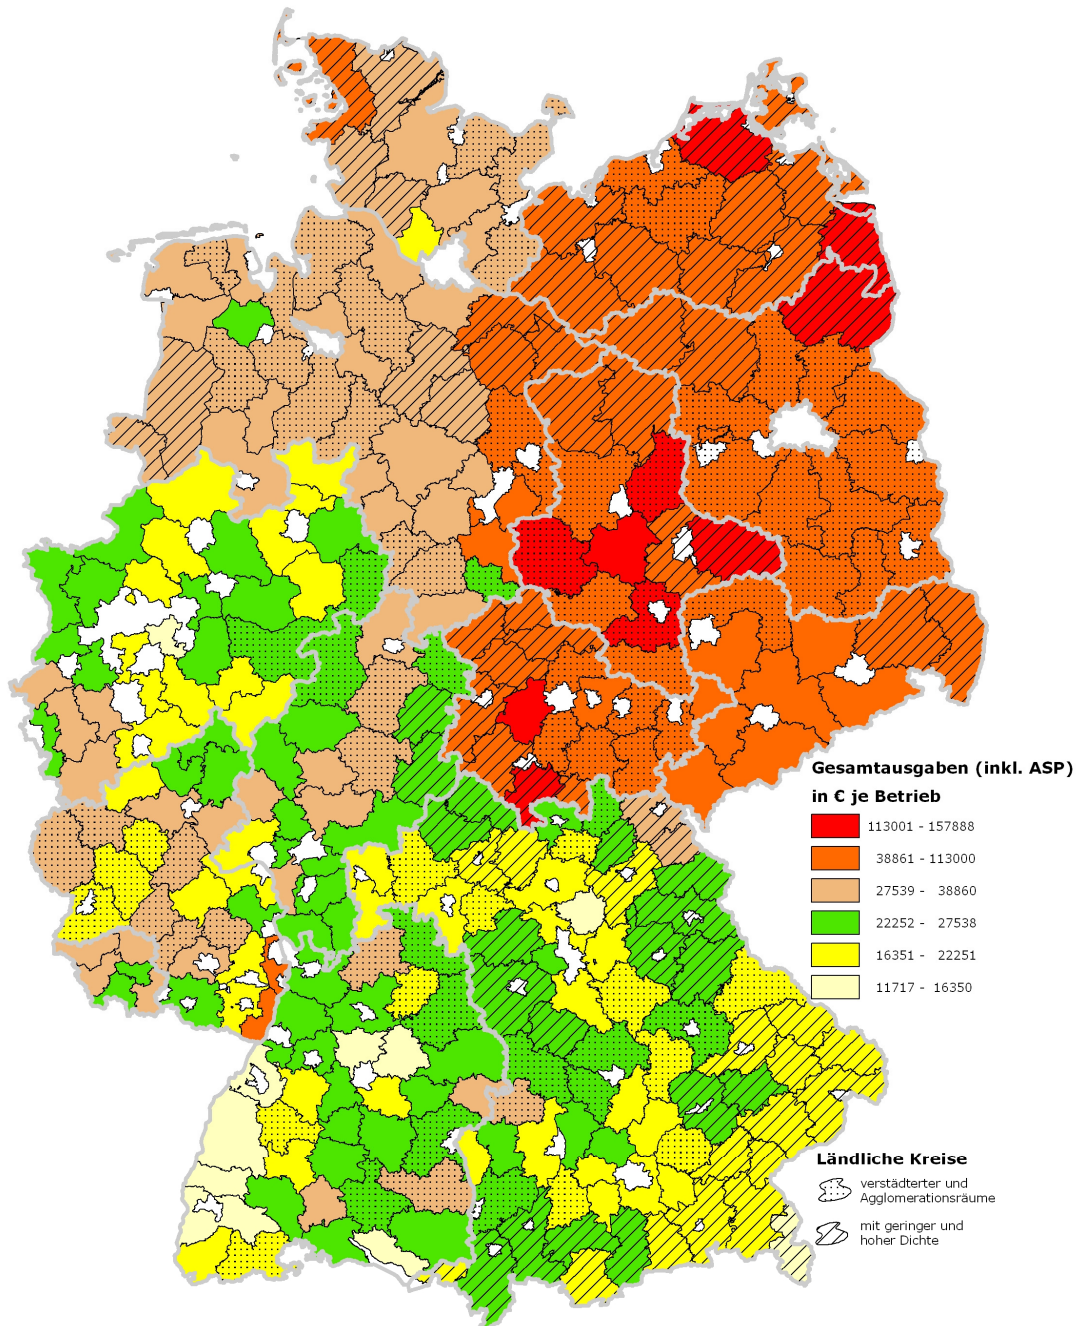 Gesamtausgaben (inkl. ASP)
in € je Betrieb
113001 - 157888
38861 - 113000
27539 - 38860
22252 - 27538
16351 - 22251
11717 - 16350
Ländliche Kreise
verstädterter und
Agglomerationsräume
mit geringer und
hoher Dichte